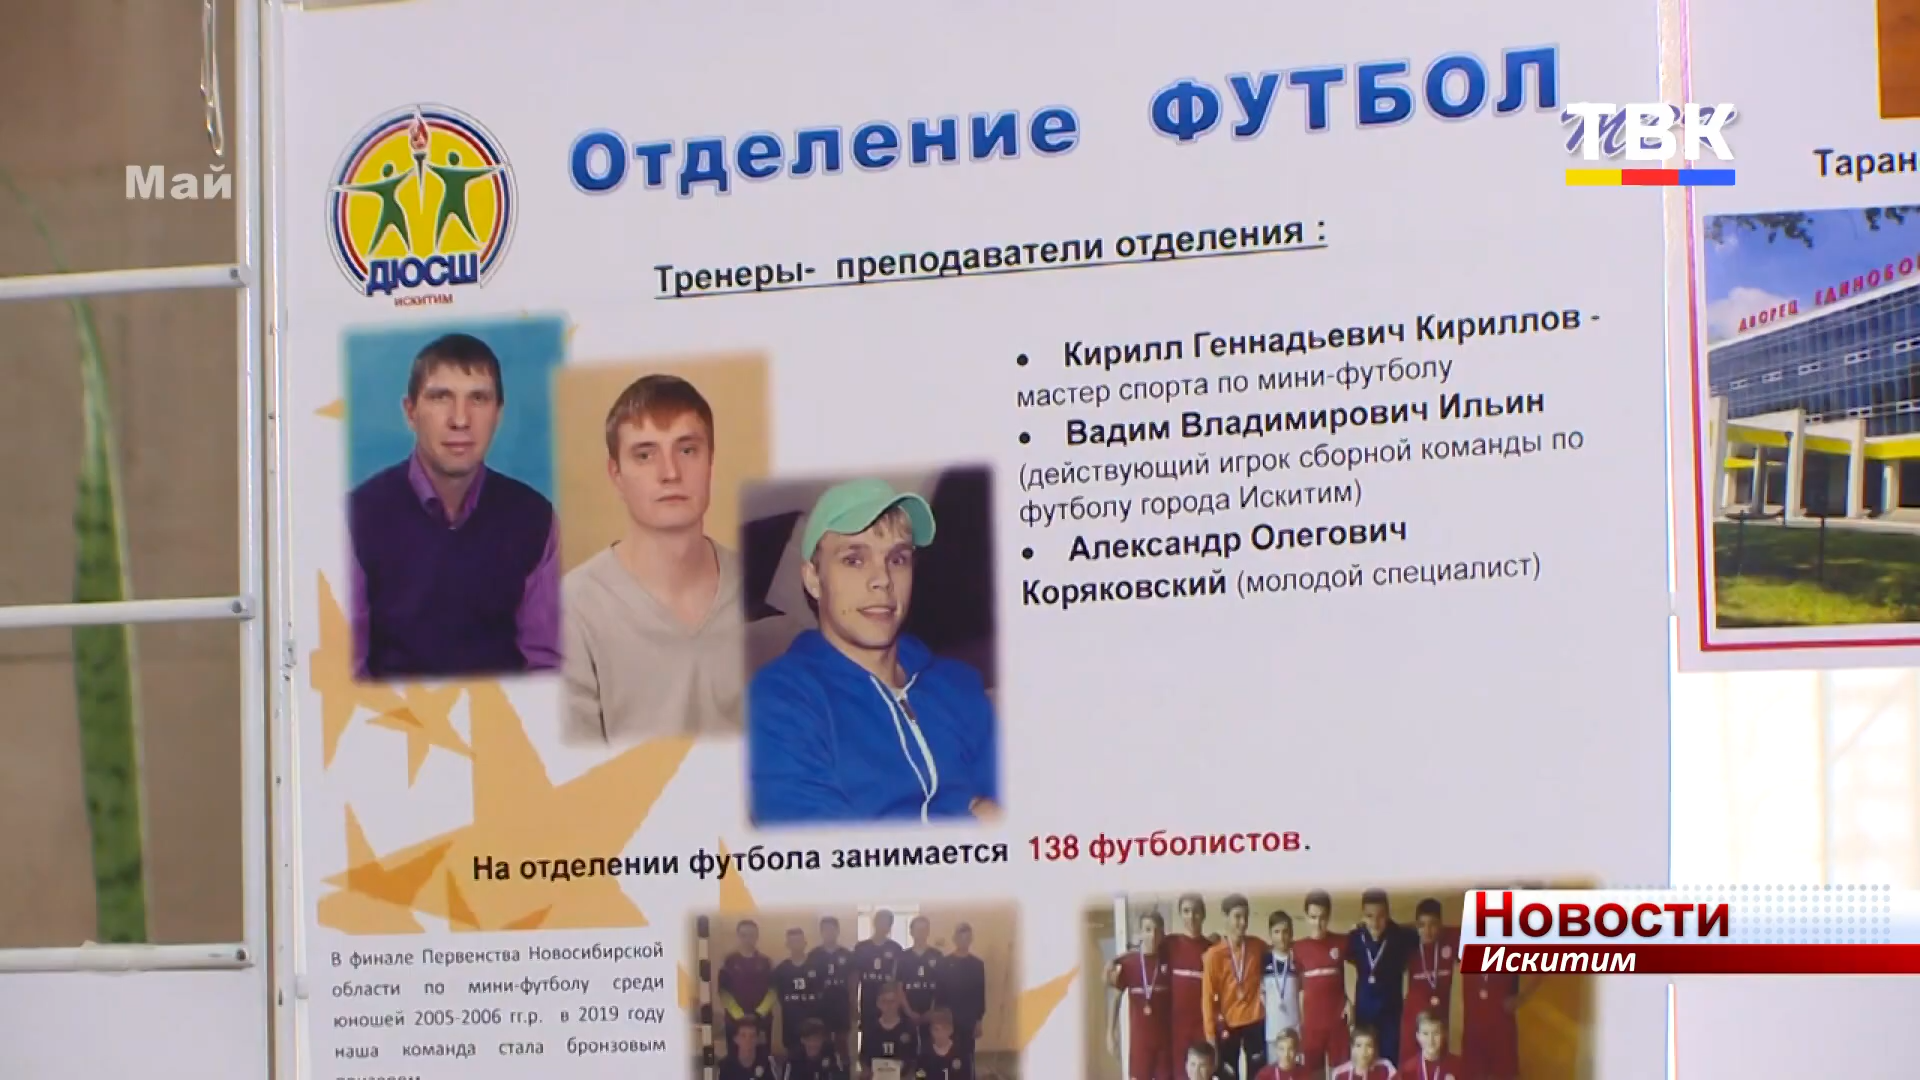 Отделение ФУТБОЛ
ТВК
Май
Таран
ДЮСШ
ИСКИТИМ
Тренеры- преподаватели отделения :
ДВОРЕЦ ЕДИНОБО
• Кирилл Геннадьевич Кириллов -
мастер спорта по мини-футболу
• Вадим Владимирович Ильин
(действующий игрок сборной команды по
футболу города Искитим)
• Александр Олегович
Коряковский (молодой специалист)
На отделении футбола занимается 138 футболистов.
В финале Первенства Новосибирской
области по мини-футболу среди
юношей 2005-2006 гг.р. в 2019 году
наша команда стала бронзовым
Новости
Искитим